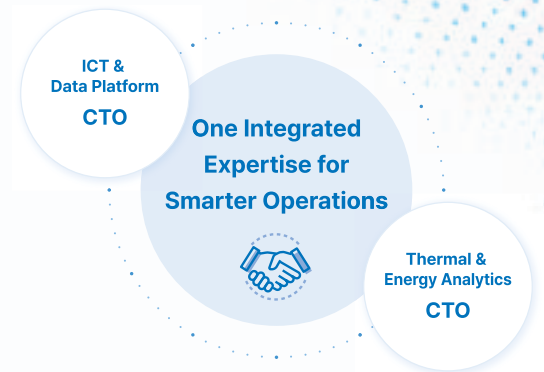 ICT &
Data Platform
CTO
One Integrated
Expertise for
Smarter Operations
Thermal &
Energy Analytics
CTO